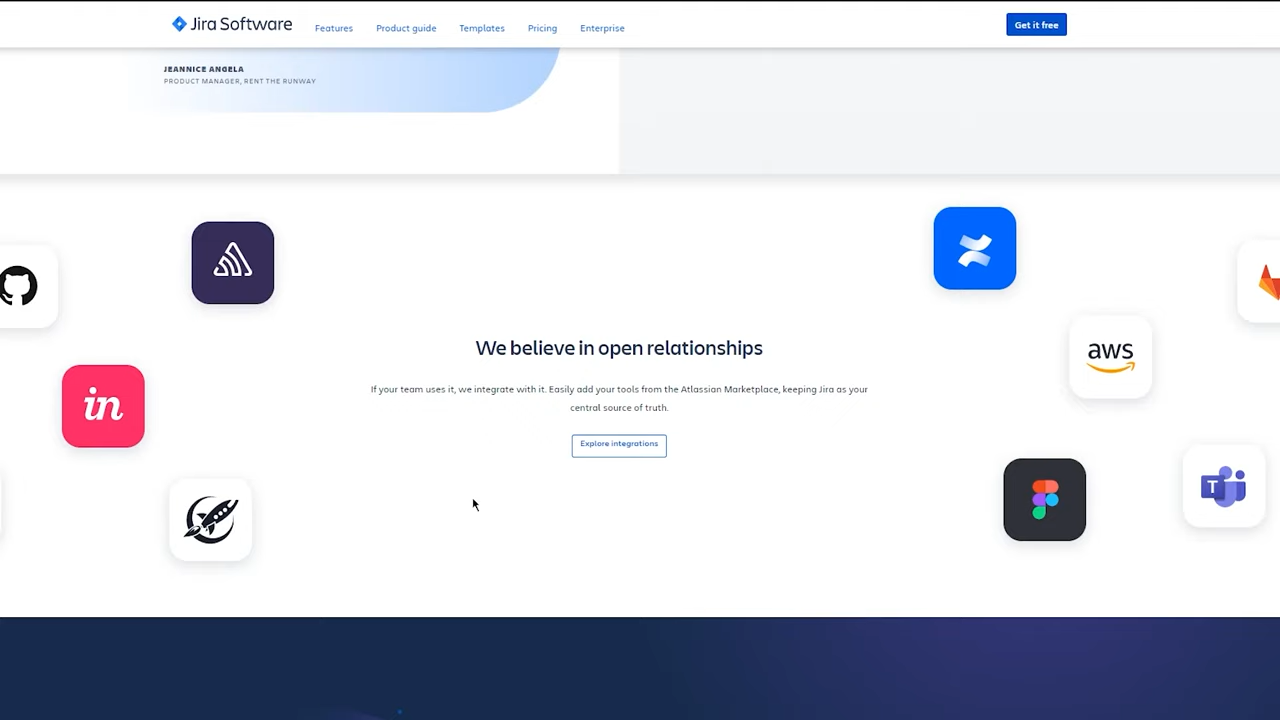 Jira Software
Features
Product guide
Templates
Pricing
Enterprise
Get it free
JEANNICE ANGELA
PRODUCT MANAGER, RENT THE RUNWAY
in
aws
T
We believe in open relationships
If your team uses it, we integrate with it. Easily add your tools from the Atlassian Marketplace, keeping Jira as your
central source of truth.
Explore integrations